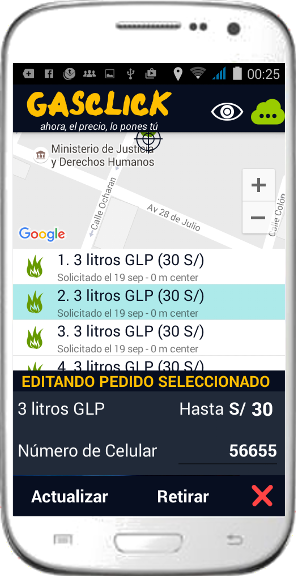 00:25
GASCLICK
ahora, el precio, lo pones tú
Ministerio de Justicia
y Derechos Humanos
Calle Ocharan
Av 28 de Julio
Calle Colón
+
−
Google
1. 3 litros GLP (30 S/)
Solicitado el 19 sep - 0 m center
2. 3 litros GLP (30 S/)
Solicitado el 19 sep - 0 m center
3. 3 litros GLP (30 S/)
Solicitado el 19 sep - 0 m center
4. 3 litros GLP (30 S/)
EDITANDO PEDIDO SELECCIONADO
3 litros GLP Hasta S/ 30
Número de Celular 56655
Actualizar Retirar